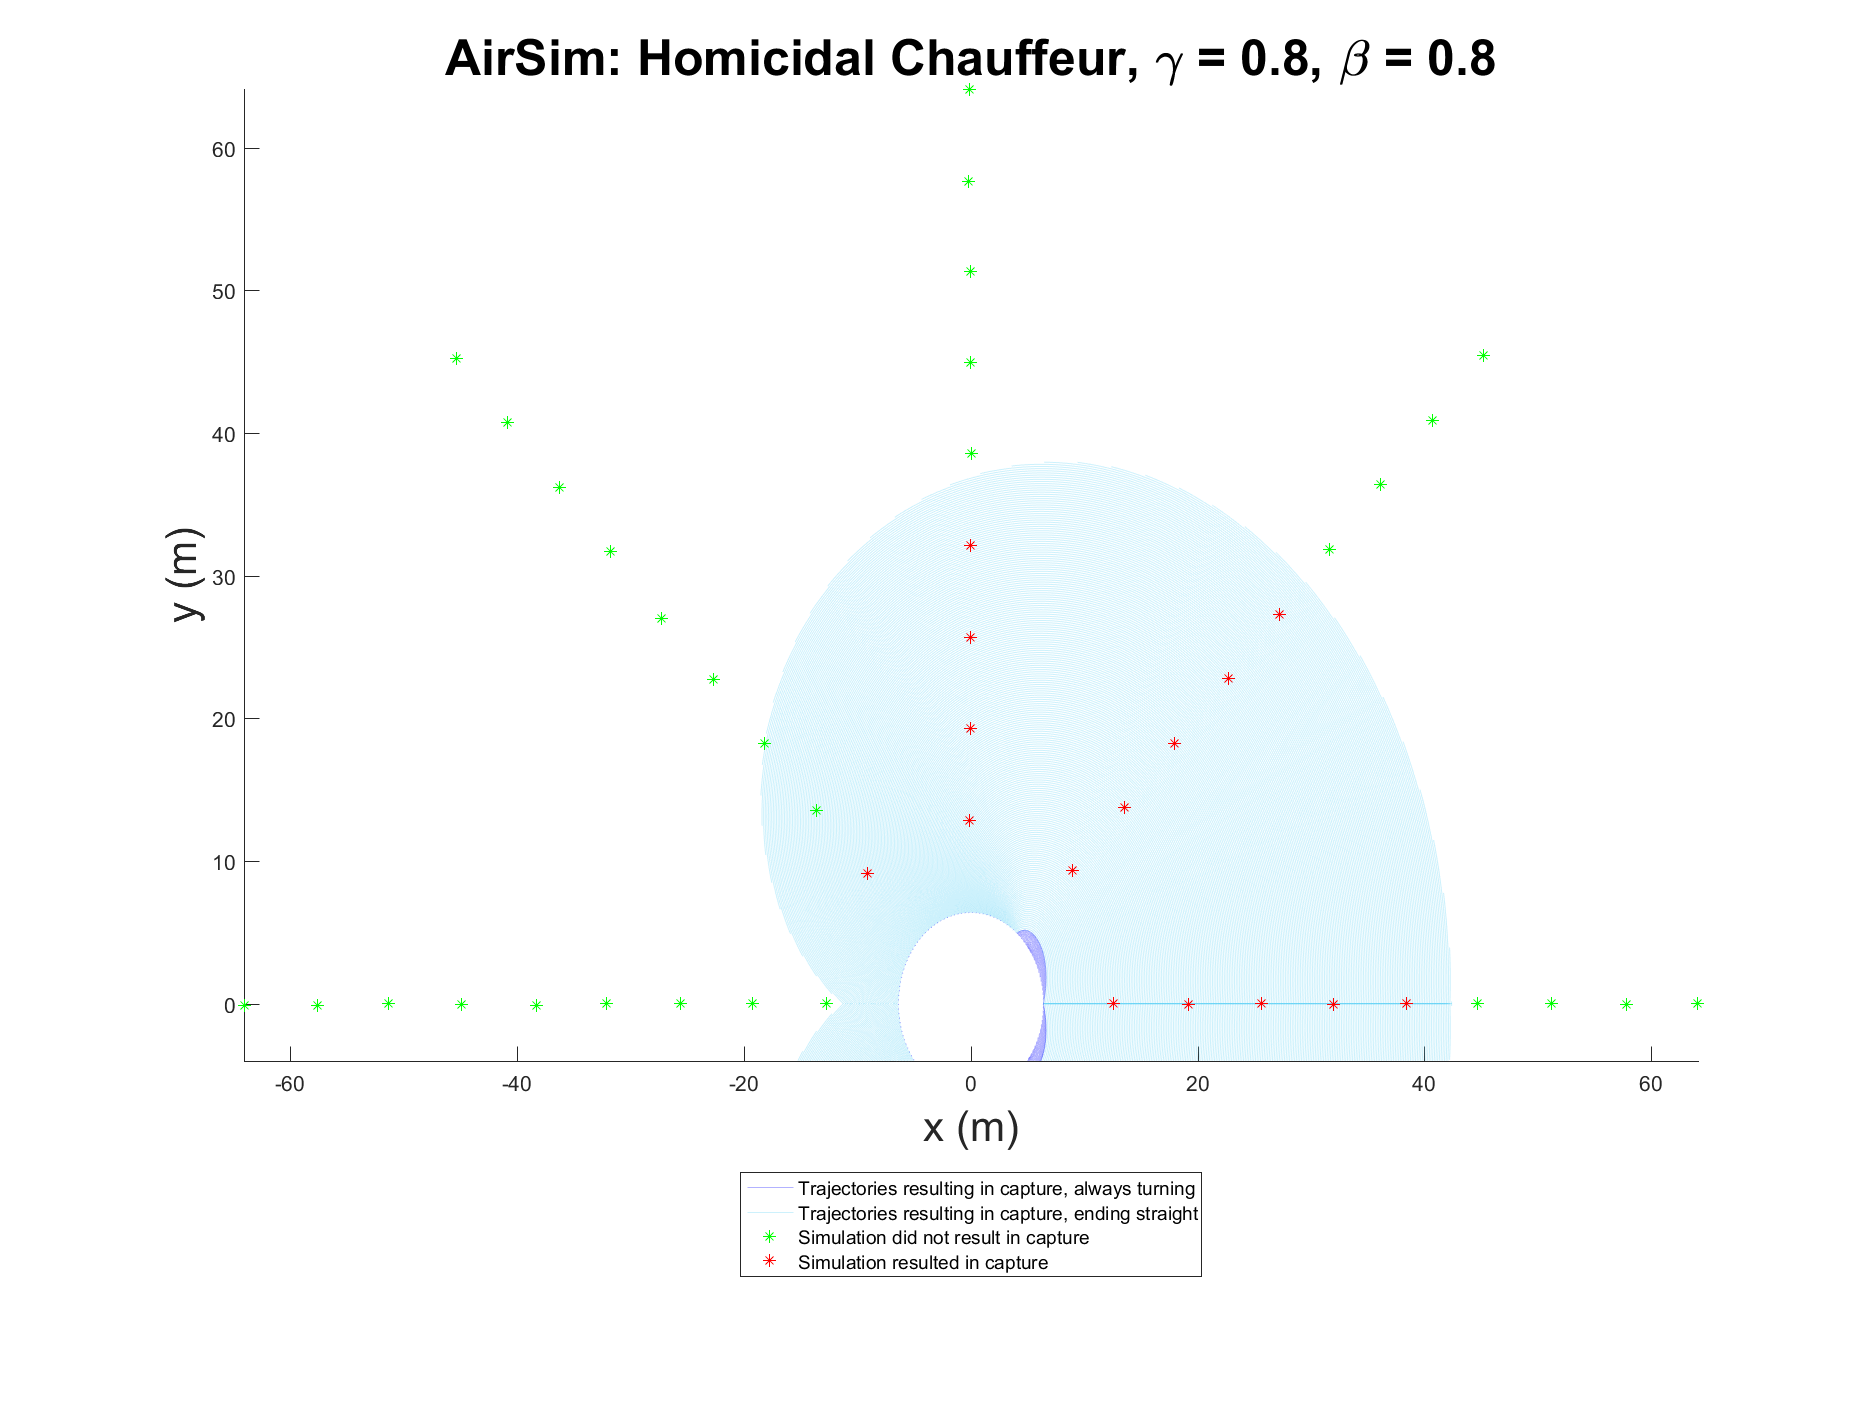 AirSim: Homicidal Chauffeur, γ = 0.8, β = 0.8
60
50
40
30
20
10
0
y (m)
-60 -40 -20 0 20 40 60
x (m)
Trajectories resulting in capture, always turning
Trajectories resulting in capture, ending straight
Simulation did not result in capture
Simulation resulted in capture